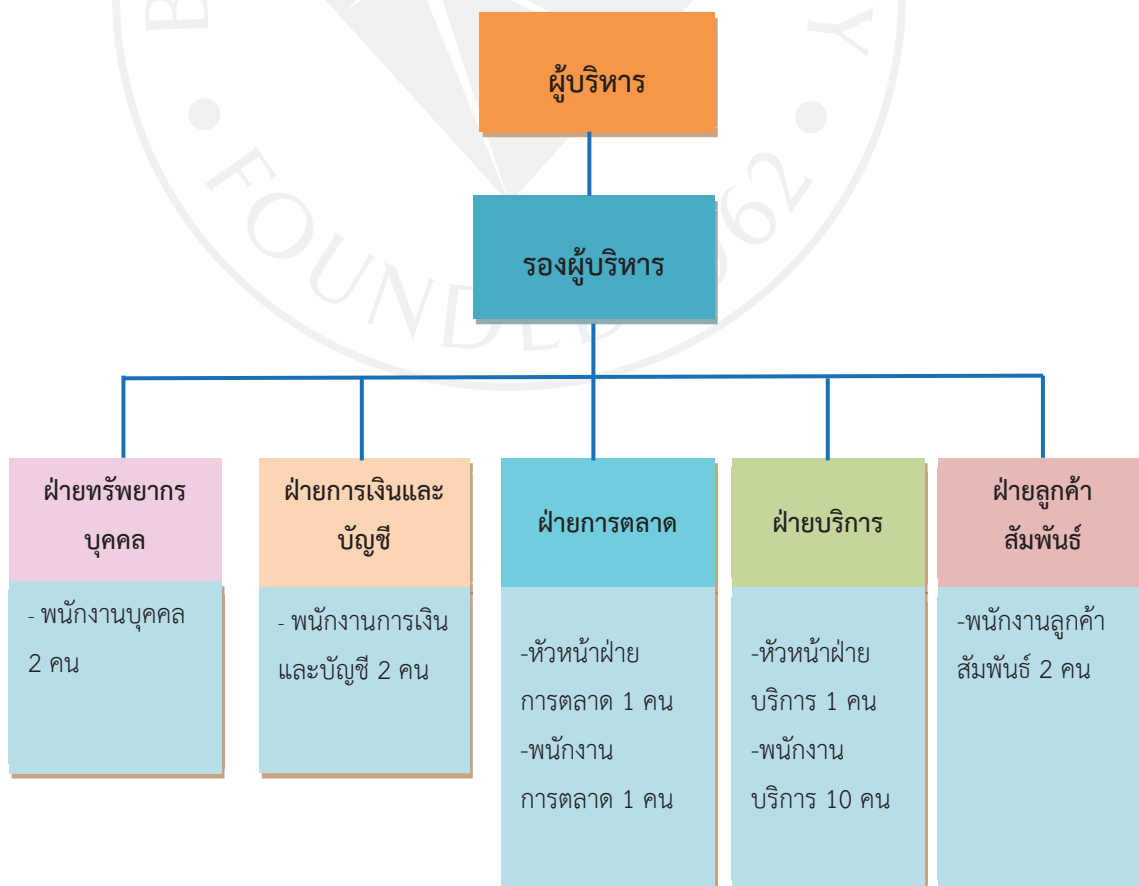 ผู้บริหาร
รองผู้บริหาร
ฝ่ายทรัพยากร
บุคคล
- พนักงานบุคคล
2 คน
ฝ่ายการเงินและ
บัญชี
- พนักงานการเงิน
และบัญชี 2 คน
ฝ่ายการตลาด
-หัวหน้าฝ่าย
การตลาด 1 คน
-พนักงาน
การตลาด 1 คน
ฝ่ายบริการ
-หัวหน้าฝ่าย
บริการ 1 คน
-พนักงาน
บริการ 10 คน
ฝ่ายลูกค้า
สัมพันธ์
-พนักงานลูกค้า
สัมพันธ์ 2 คน
FOUNDED